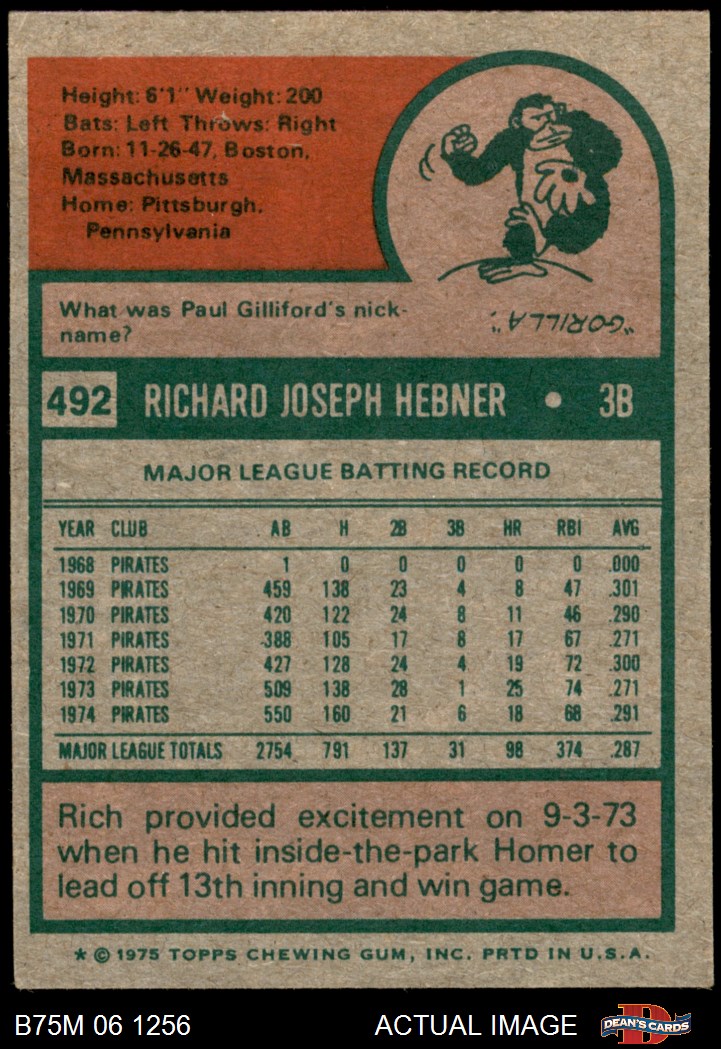 Height: 6'1" Weight: 200
Bats: Left Throws: Right
Born: 11-26-47, Boston,
Massachusetts
Home: Pittsburgh,
Pennsylvania
What was Paul Gilliford's nick-
name?
"GORILLA".
492 RICHARD JOSEPH HEBNER • 3B
MAJOR LEAGUE BATTING RECORD
YEAR CLUB AB H 2B 3B HR RBI AVG
1968 PIRATES 1 0 0 0 0 0 .000
1969 PIRATES 459 138 23 4 8 47 .301
1970 PIRATES 420 122 24 8 11 46 .290
1971 PIRATES 388 105 17 8 17 67 .271
1972 PIRATES 427 128 24 4 19 72 .300
1973 PIRATES 509 138 28 1 25 74 .271
1974 PIRATES 550 160 21 6 18 68 .291
MAJOR LEAGUE TOTALS 2754 791 137 31 98 374 .287
Rich provided excitement on 9-3-73
when he hit inside-the-park Homer to
lead off 13th inning and win game.
* © 1975 TOPPS CHEWING GUM, INC. PRTD IN U.S.A.
B75M 06 1256 ACTUAL IMAGE D DEAN'S CARDS